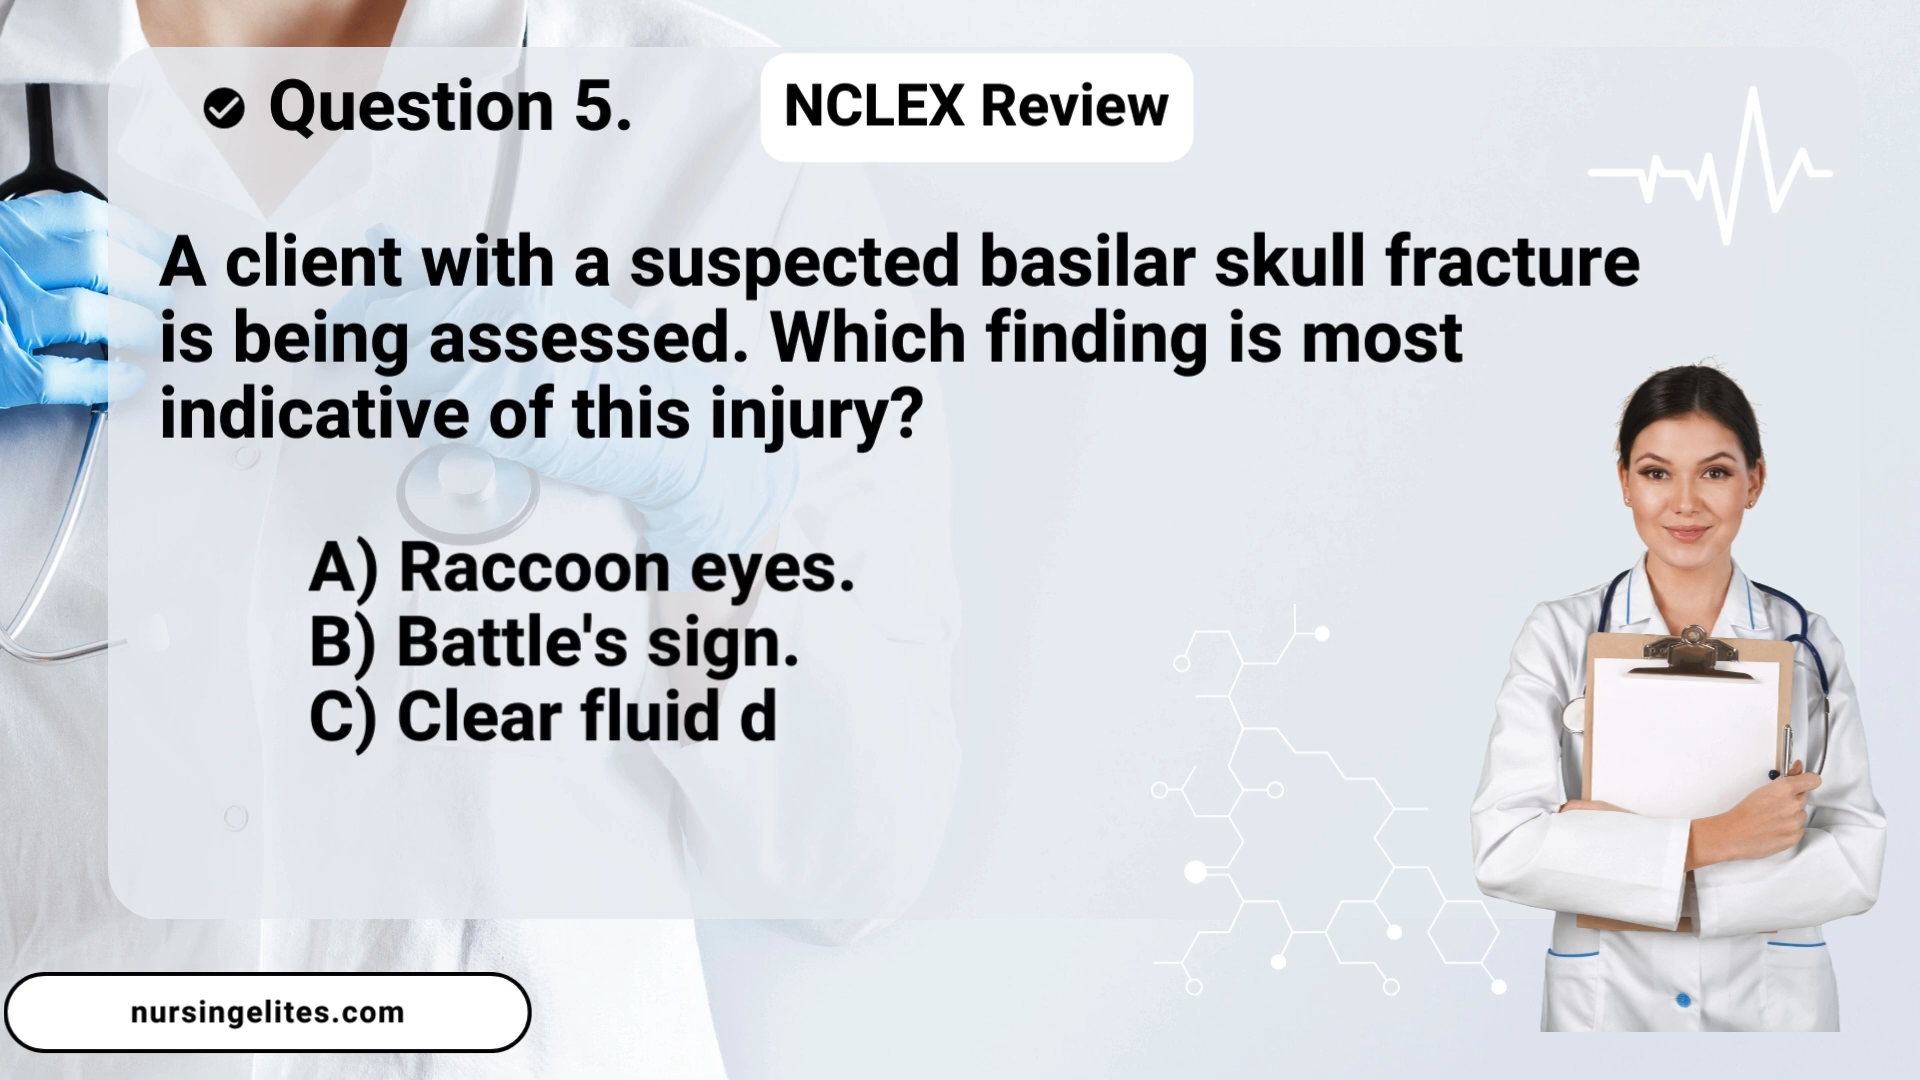 Question 5.
NCLEX Review
A client with a suspected basilar skull fracture
is being assessed. Which finding is most
indicative of this injury?
A) Raccoon eyes.
B) Battle's sign.
C) Clear fluid d
nursingelites.com